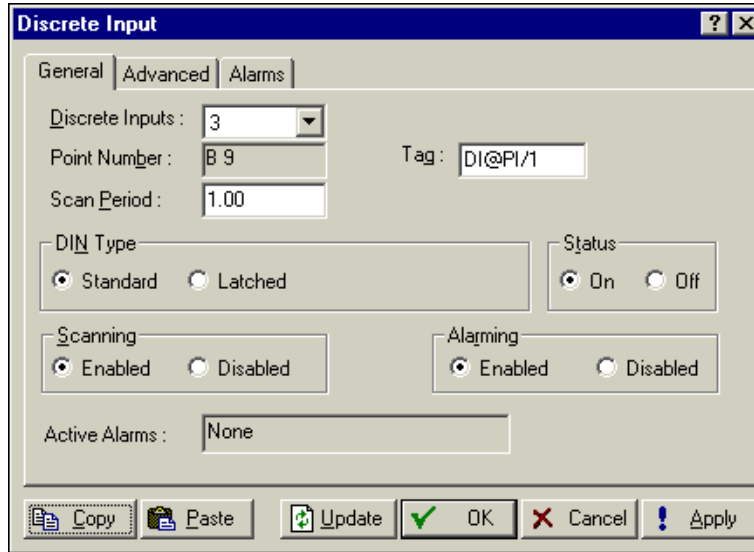 Discrete Input
General Advanced Alarms
Discrete Inputs : 3
Point Number : B 9 Tag : DI@PI/1
Scan Period : 1.00
DIN Type Status
Standard Latched On Off
Scanning Alarming
Enabled Disabled Enabled Disabled
Active Alarms : None
Copy Paste Update OK Cancel Apply